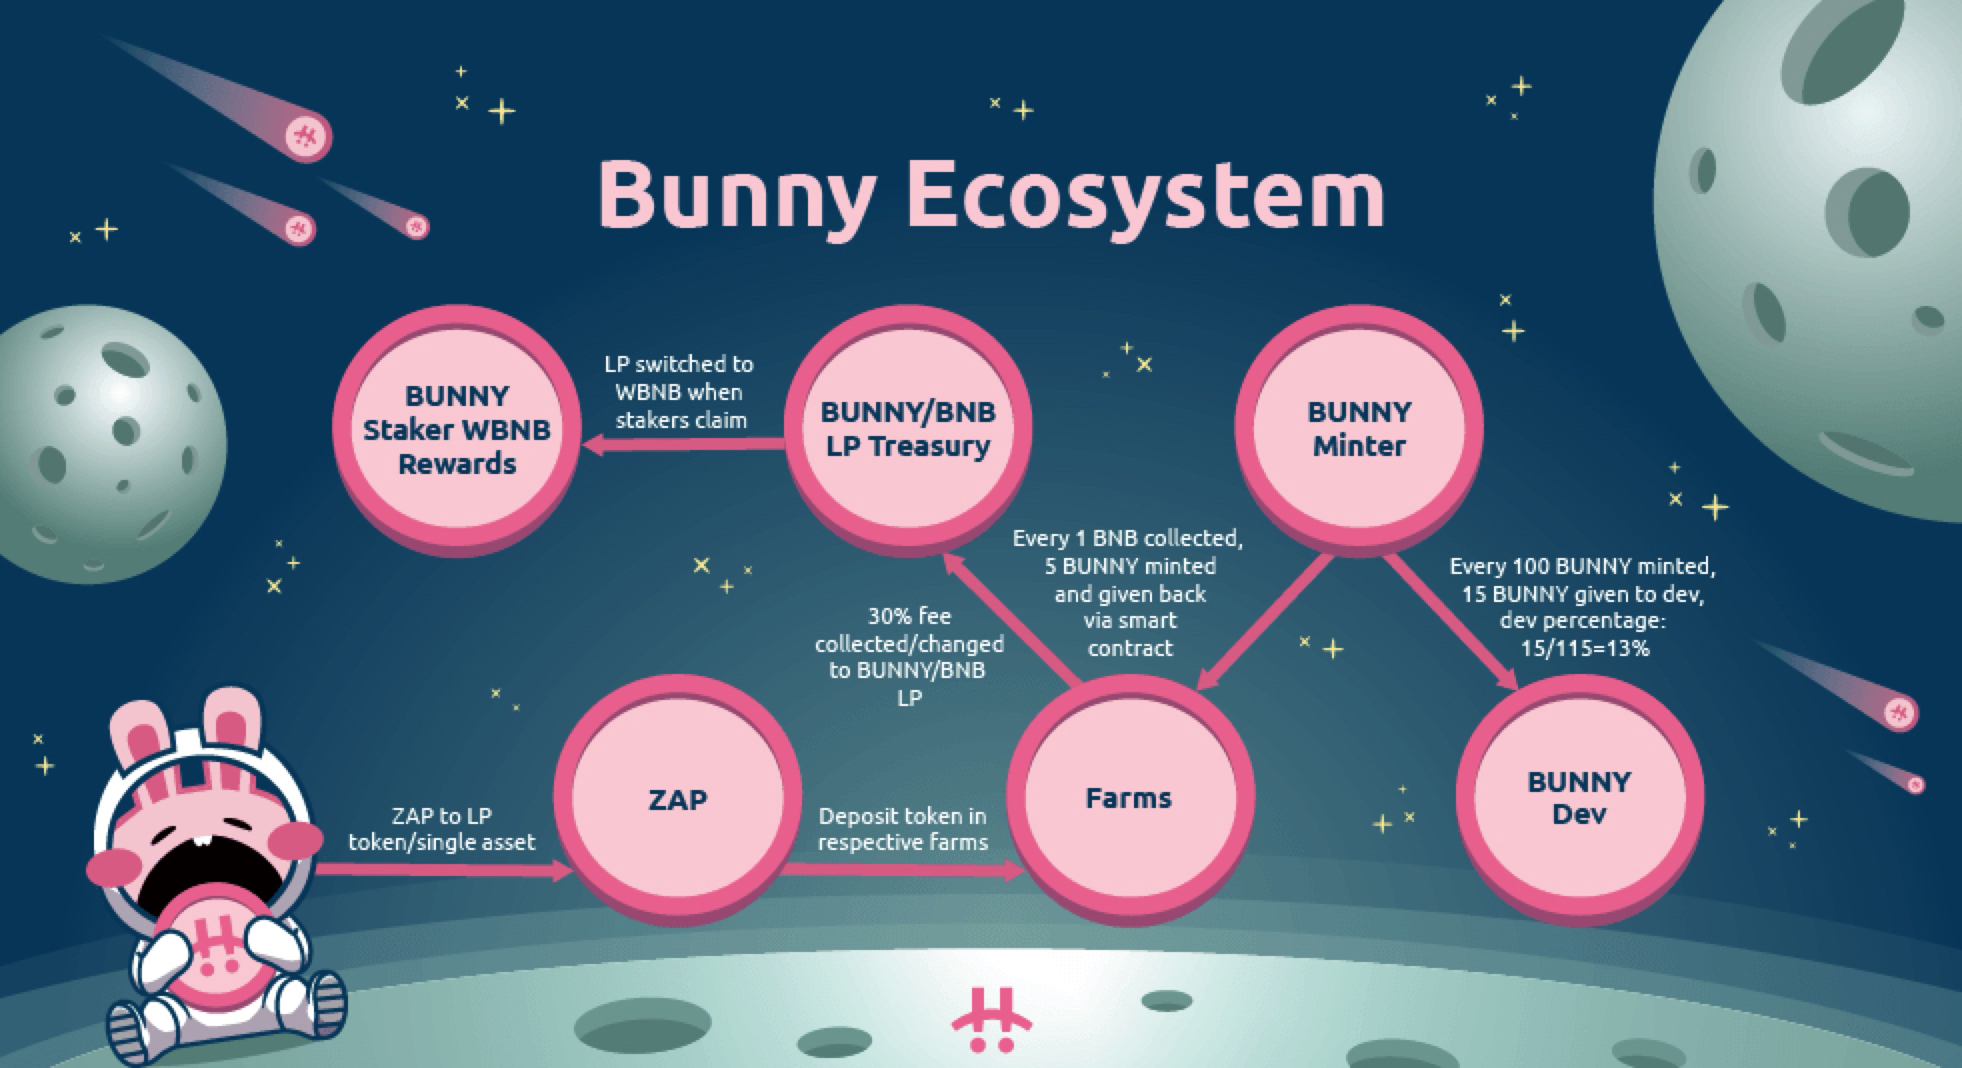 Bunny Ecosystem
BUNNY
Staker WBNB
Rewards
LP switched to
WBNB when
stakers claim
BUNNY/BNB
LP Treasury
BUNNY
Minter
Every 1 BNB collected,
5 BUNNY minted
and given back
via smart
contract
Every 100 BUNNY minted,
15 BUNNY given to dev,
dev percentage:
15/115=13%
30% fee
collected/changed
to BUNNY/BNB
LP
ZAP to LP
token/single asset
ZAP
Deposit token in
respective farms
Farms
BUNNY
Dev